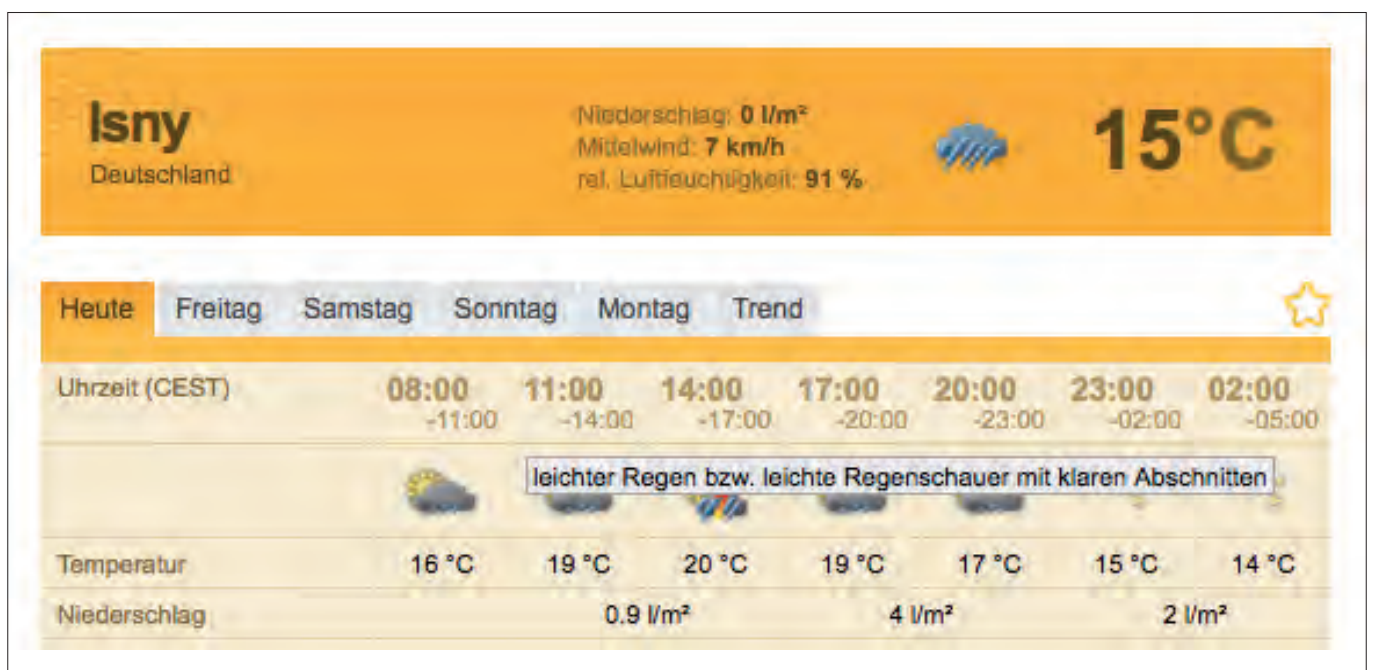 Isny
Deutschland
Niederschlag: 0 l/m²
Mittelwind: 7 km/h
rel. Luftfeuchtigkeit: 91 %
15°C
Heute Freitag Samstag Sonntag Montag Trend
Uhrzeit (CEST) 08:00 11:00 14:00 17:00 20:00 23:00 02:00
-11:00 -14:00 -17:00 -20:00 -23:00 -02:00 -05:00
leichter Regen bzw. leichte Regenschauer mit klaren Abschnitten
Temperatur 16 °C 19 °C 20 °C 19 °C 17 °C 15 °C 14 °C
Niederschlag 0.9 l/m² 4 l/m² 2 l/m²